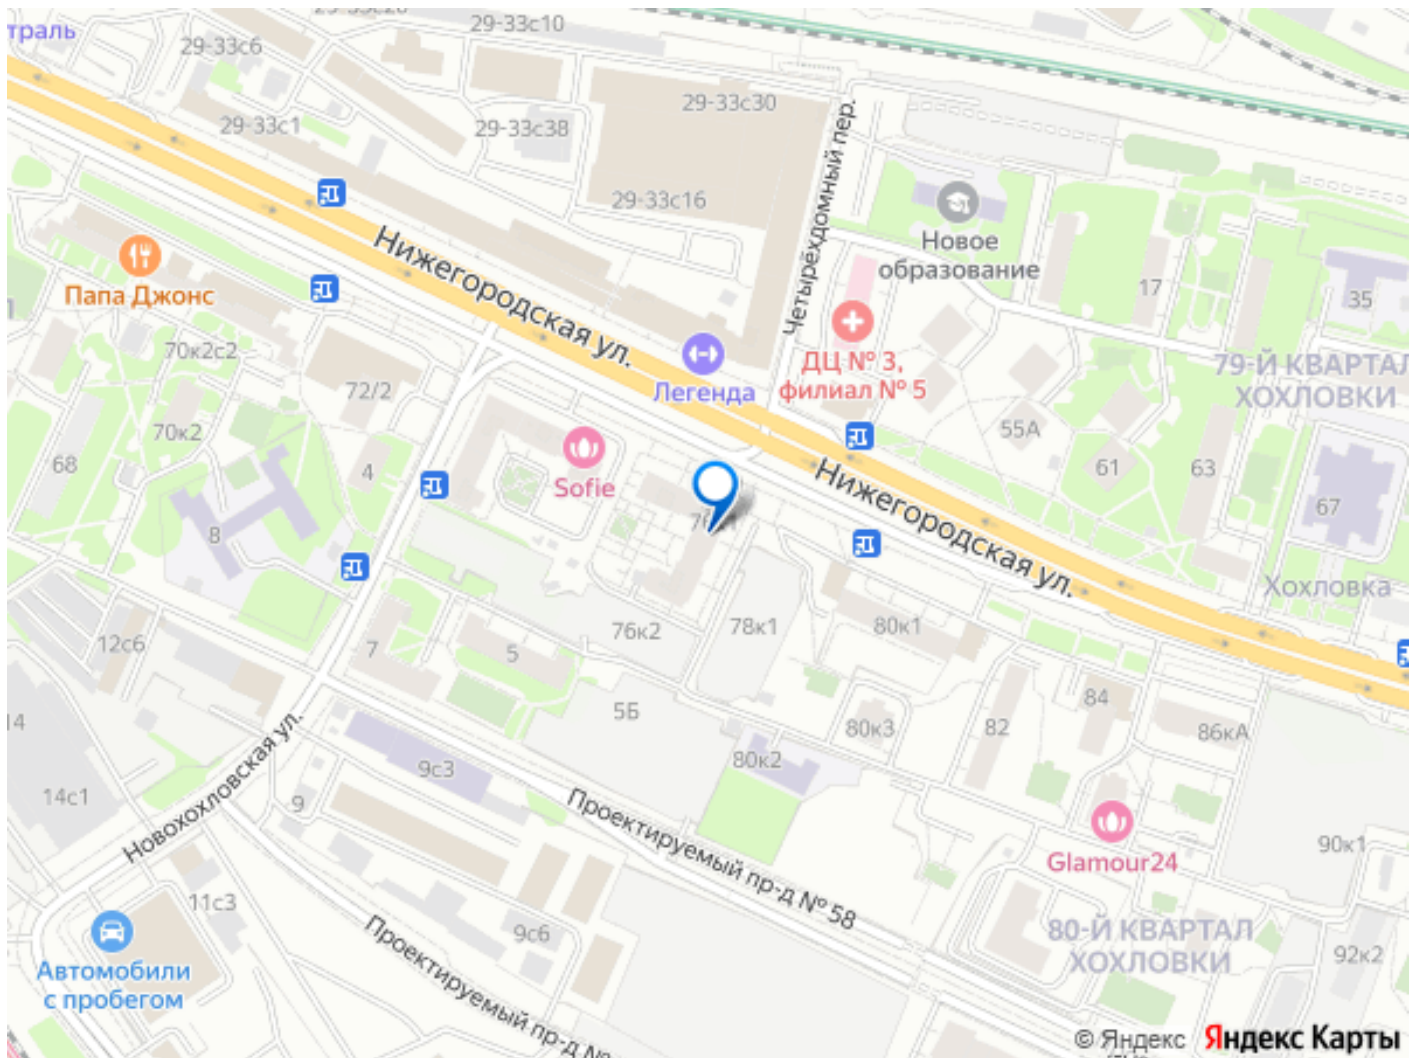 траль
29-33с6
29-33с10
29-33с30
29-33с1
29-33с38
29-33с16
Четырёхдомный пер.
Новое
образование
Папа Джонс
Нижегородская ул.
17
35
70к2с2
Легенда
ДЦ № 3,
филиал № 5
79-Й КВАРТАЛ
ХОХЛОВКИ
72/2
70к2
55А
68
4
Sofie
61
63
Нижегородская ул.
67
8
Хохловка
12с6
7
5
76к2
78к1
80к1
84
14
5Б
80к3
82
86кА
Новохохловская ул.
9с3
80к2
14с1
9
Проектируемый пр-д № 58
Glamour24
90к1
11с3
Проектируемый пр-д №
9с6
80-Й КВАРТАЛ
ХОХЛОВКИ
92к2
Автомобили
с пробегом
© Яндекс Яндекс Карты